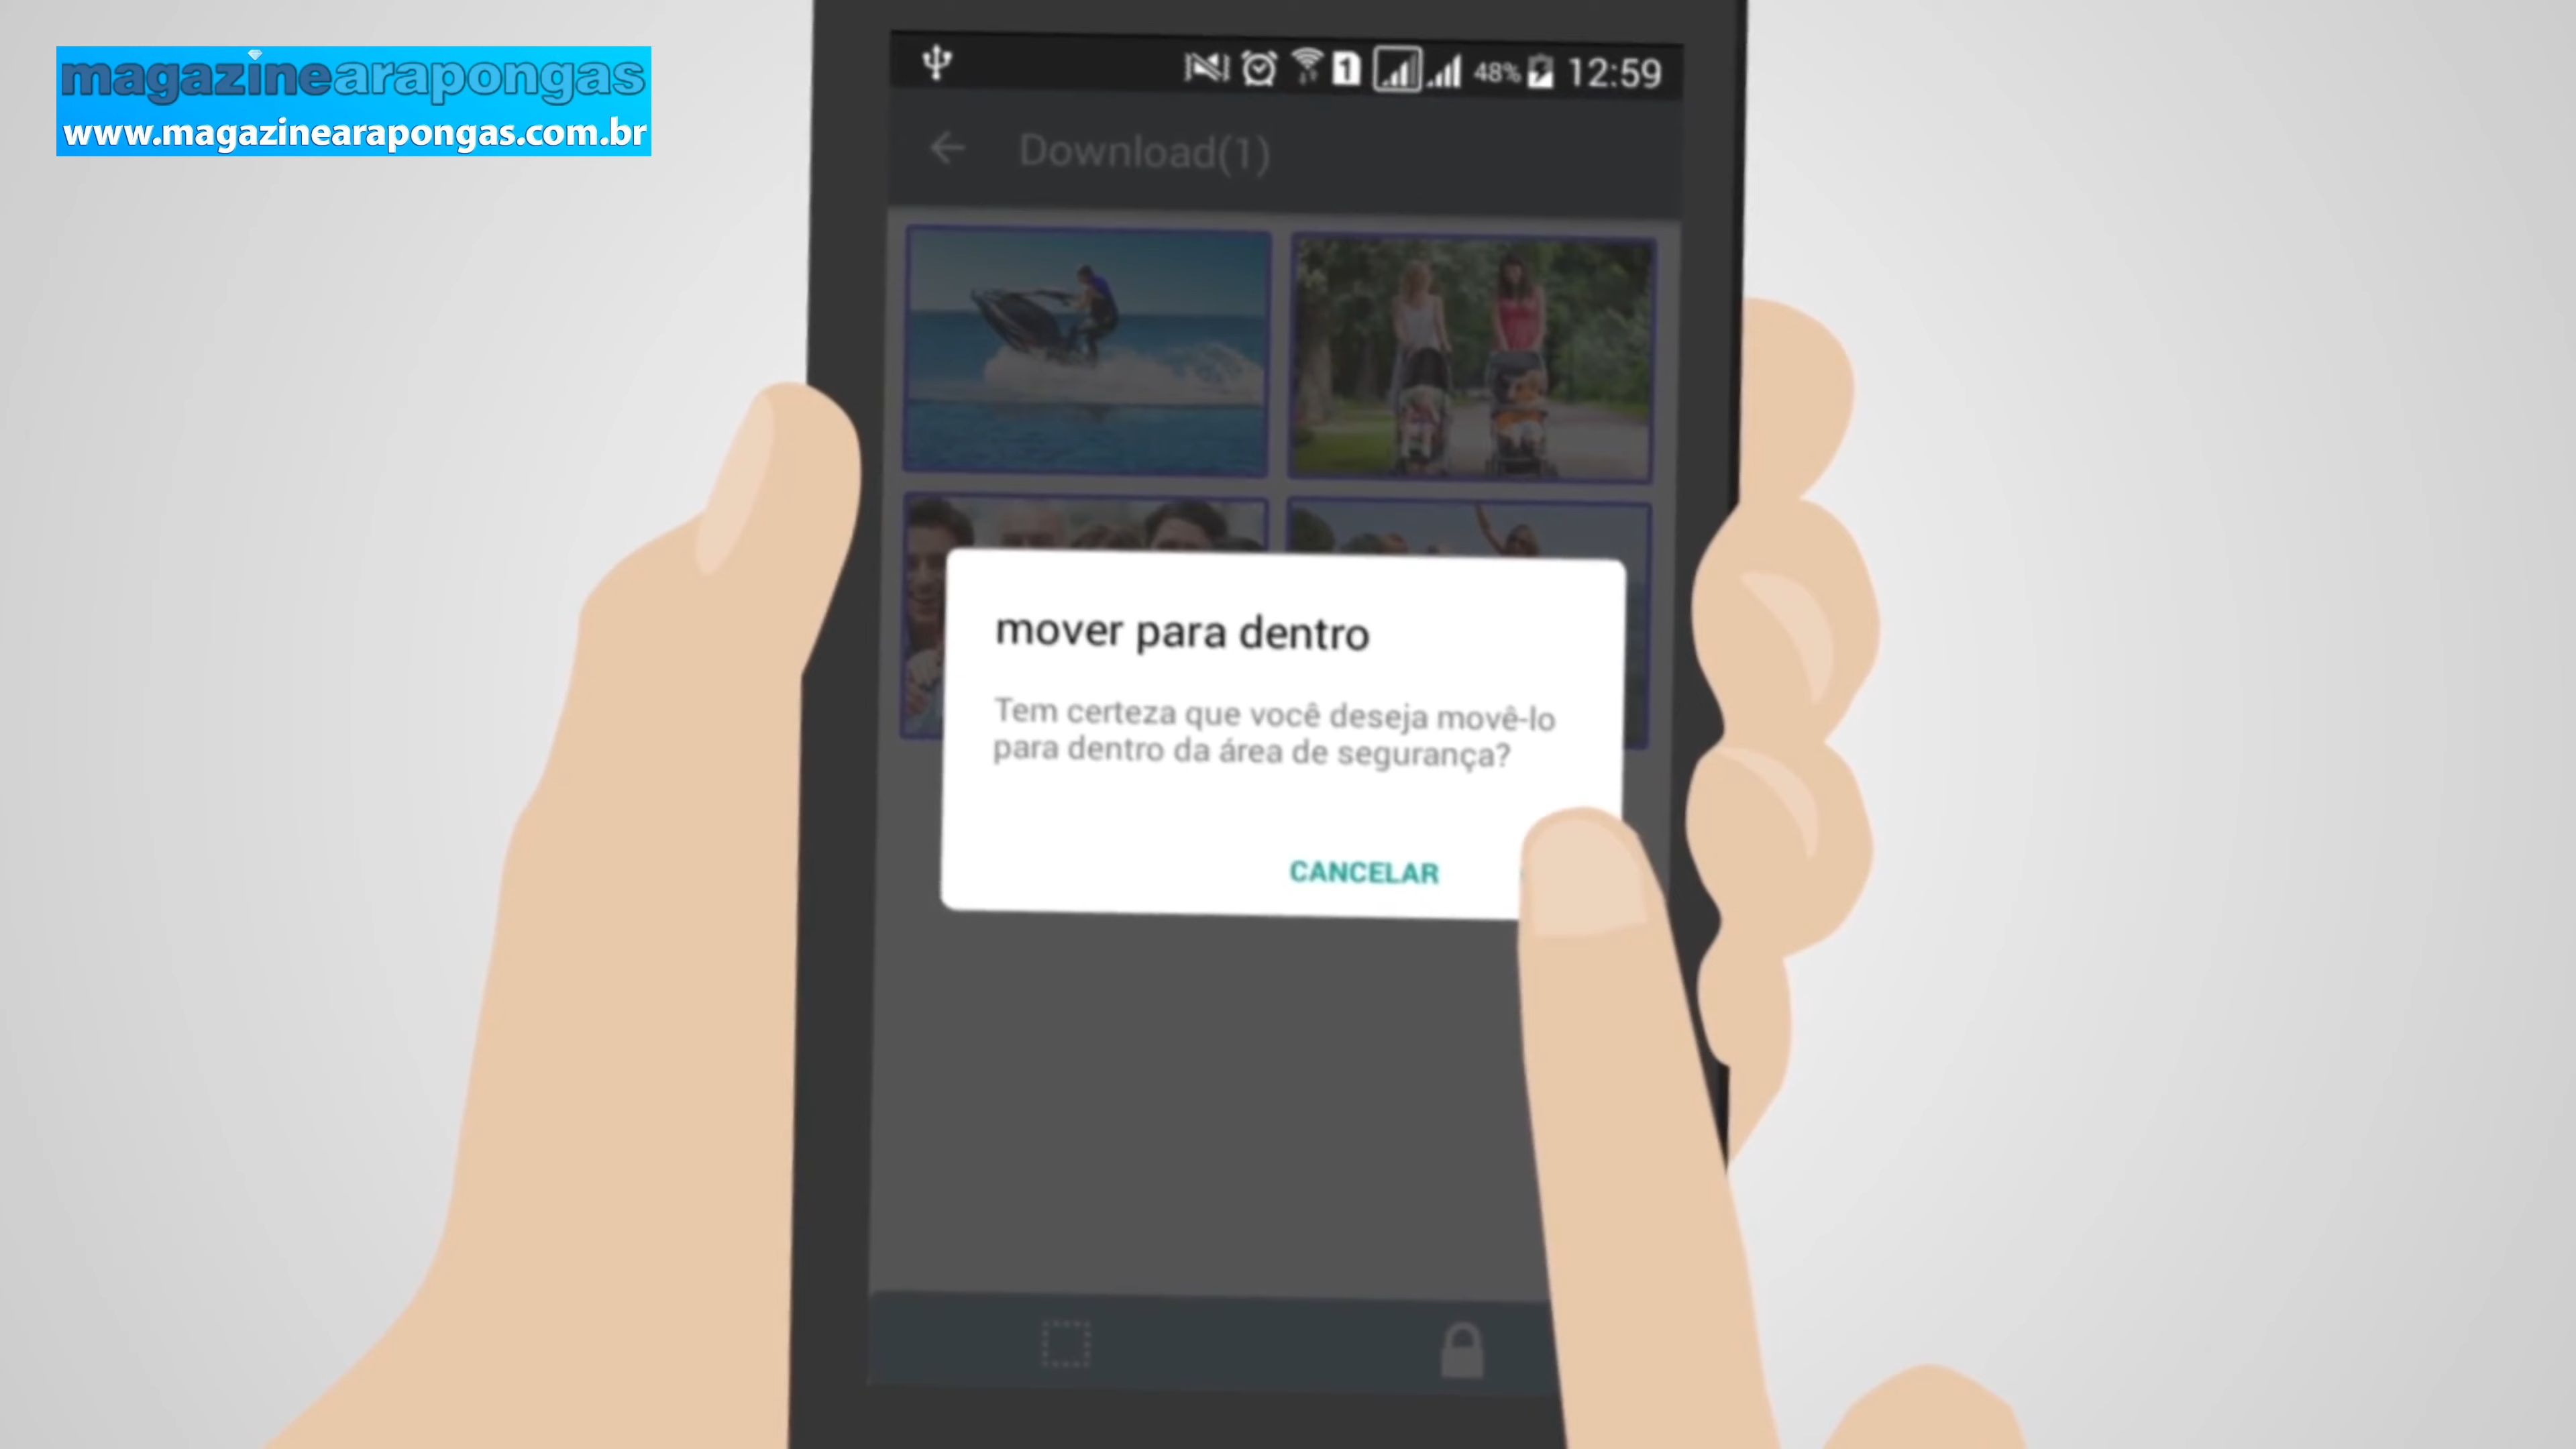 magazinearapongas
www.magazinearapongas.com.br
1
48%
12:59
Download(1)
mover para dentro
Tem certeza que você deseja movê-lo
para dentro da área de segurança?
CANCELAR